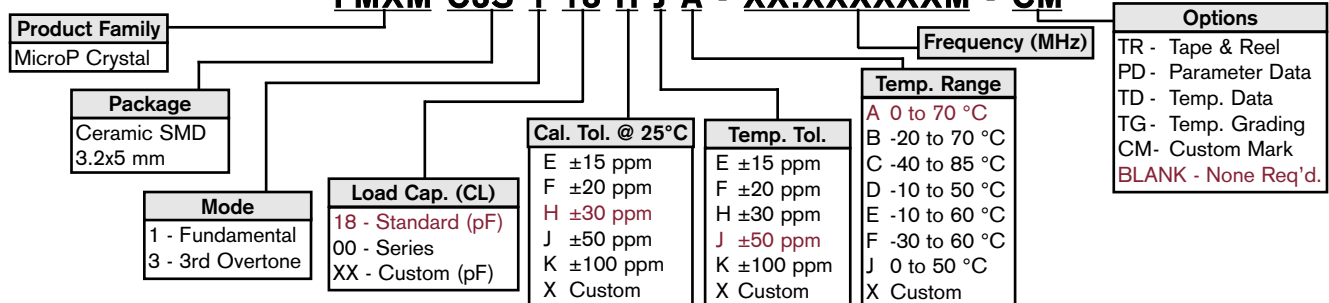 1 18 H J A - XX.XXXXXXM - CM
Product Family
MicroP Crystal
Package
Ceramic SMD
3.2x5 mm
Mode
1 - Fundamental
3 - 3rd Overtone
Load Cap. (CL)
18 - Standard (pF)
00 - Series
XX - Custom (pF)
Cal. Tol. @ 25°C
E ±15 ppm
F ±20 ppm
H ±30 ppm
J ±50 ppm
K ±100 ppm
X Custom
Temp. Tol.
E ±15 ppm
F ±20 ppm
H ±30 ppm
J ±50 ppm
K ±100 ppm
X Custom
Temp. Range
A 0 to 70 °C
B -20 to 70 °C
C -40 to 85 °C
D -10 to 50 °C
E -10 to 60 °C
F -30 to 60 °C
J 0 to 50 °C
X Custom
Frequency (MHz)
Options
TR - Tape & Reel
PD - Parameter Data
TD - Temp. Data
TG - Temp. Grading
CM- Custom Mark
BLANK - None Req'd.